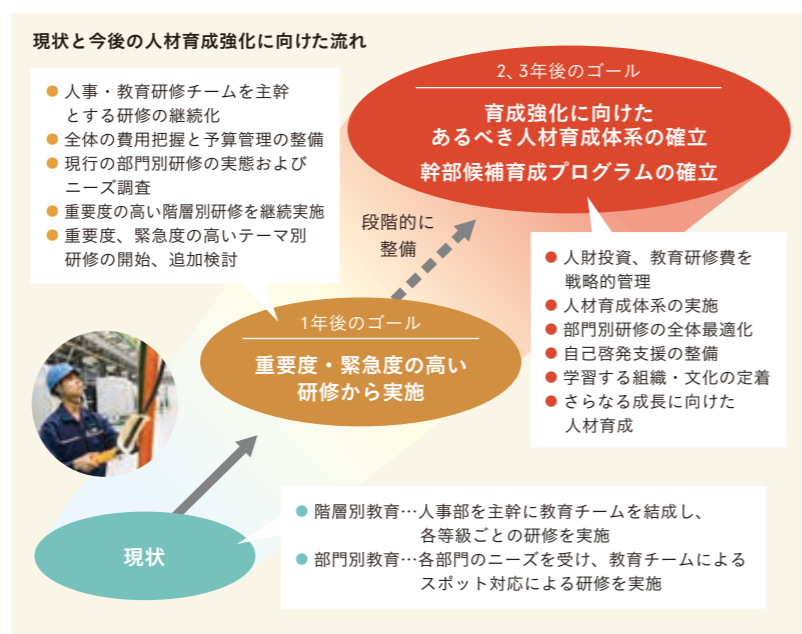 現状と今後の人材育成強化に向けた流れ
● 人事・教育研修チームを主幹
とする研修の継続化
● 全体の費用把握と予算管理の整備
● 現行の部門別研修の実態および
ニーズ調査
● 重要度の高い階層別研修を継続実施
● 重要度、緊急度の高いテーマ別
研修の開始、追加検討
2、3年後のゴール
育成強化に向けた
あるべき人材育成体系の確立
幹部候補育成プログラムの確立
段階的に
整備
● 人財投資、教育研修費を
戦略的管理
● 人材育成体系の実施
● 部門別研修の全体最適化
● 自己啓発支援の整備
● 学習する組織・文化の定着
● さらなる成長に向けた
人材育成
1年後のゴール
重要度・緊急度の高い
研修から実施
現状
● 階層別教育…人事部を主幹に教育チームを結成し、
各等級ごとの研修を実施
● 部門別教育…各部門のニーズを受け、教育チームによる
スポット対応による研修を実施